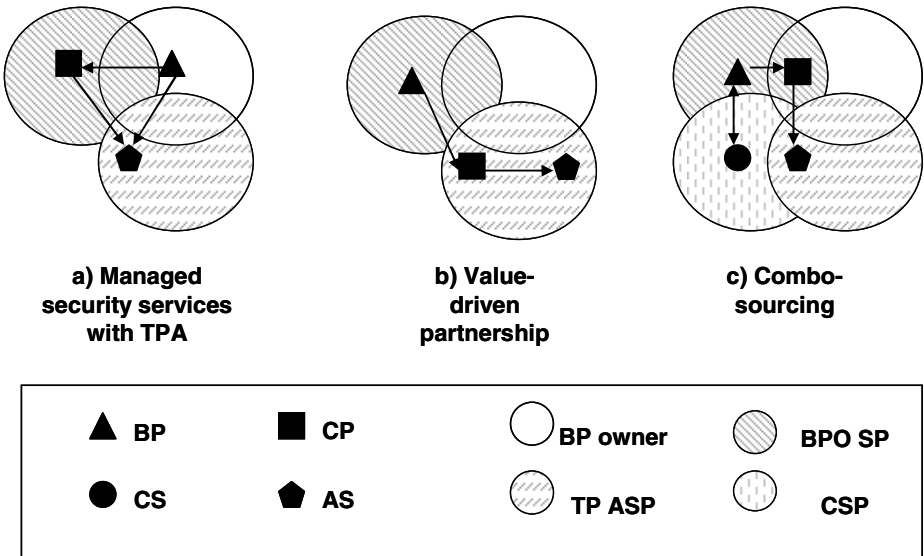 a) Managed
security services
with TPA
b) Value-
driven
partnership
c) Combo-
sourcing
BP
CP
BP owner
BPO SP
CS
AS
TP ASP
CSP